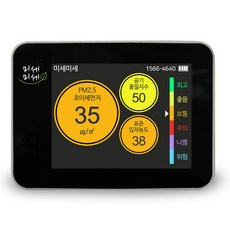 미세
미세
미세미세
1566-4640
PM2.5
초미세먼지
35
µg/㎥
공기
품질지수
50
표준
입자농도
38
최고
좋음
보통
나쁨
위험